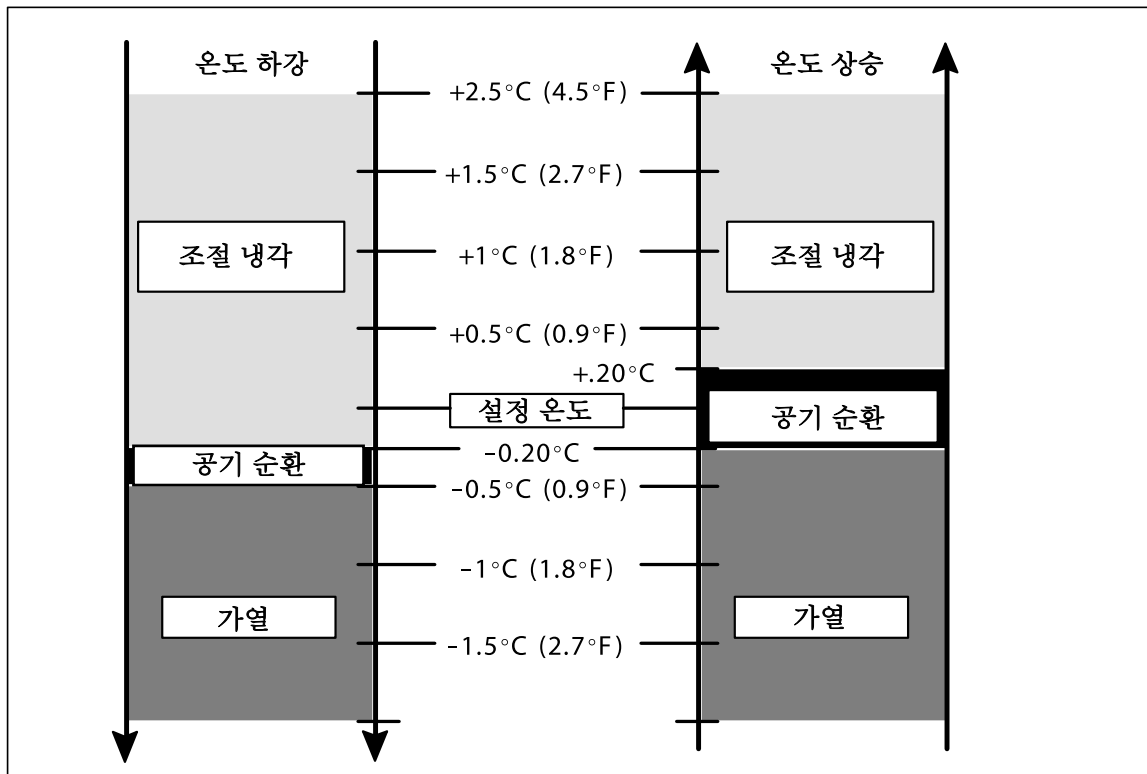 온도 하강
온도 상승
+2.5°C (4.5°F)
+1.5°C (2.7°F)
조절 냉각
+1°C (1.8°F)
조절 냉각
+0.5°C (0.9°F)
+.20°C
설정 온도
공기 순환
-0.20°C
공기 순환
-0.5°C (0.9°F)
-1°C (1.8°F)
가열
가열
-1.5°C (2.7°F)